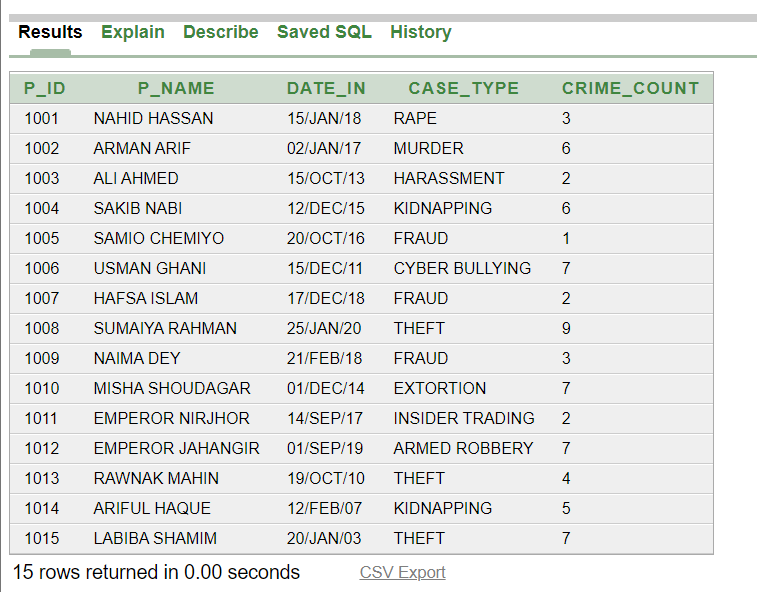 Results Explain Describe Saved SQL History
P_ID P_NAME DATE_IN CASE_TYPE CRIME_COUNT
1001 NAHID HASSAN 15/JAN/18 RAPE 3
1002 ARMAN ARIF 02/JAN/17 MURDER 6
1003 ALI AHMED 15/OCT/13 HARASSMENT 2
1004 SAKIB NABI 12/DEC/15 KIDNAPPING 6
1005 SAMIO CHEMIYO 20/OCT/16 FRAUD 1
1006 USMAN GHANI 15/DEC/11 CYBER BULLYING 7
1007 HAFSA ISLAM 17/DEC/18 FRAUD 2
1008 SUMAIYA RAHMAN 25/JAN/20 THEFT 9
1009 NAIMA DEY 21/FEB/18 FRAUD 3
1010 MISHA SHOUDAGAR 01/DEC/14 EXTORTION 7
1011 EMPEROR NIRJHOR 14/SEP/17 INSIDER TRADING 2
1012 EMPEROR JAHANGIR 01/SEP/19 ARMED ROBBERY 7
1013 RAWNAK MAHIN 19/OCT/10 THEFT 4
1014 ARIFUL HAQUE 12/FEB/07 KIDNAPPING 5
1015 LABIBA SHAMIM 20/JAN/03 THEFT 7
15 rows returned in 0.00 seconds CSV Export